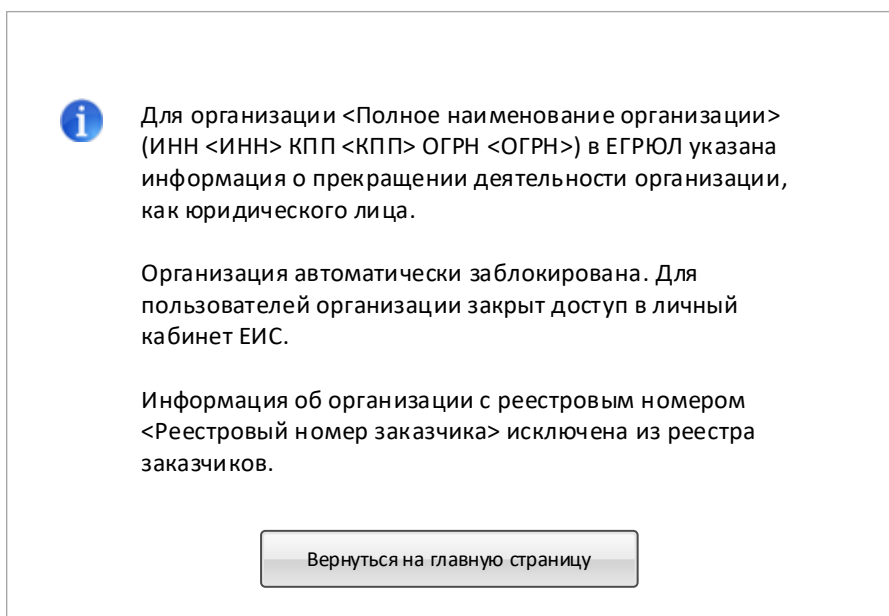 Для организации <Полное наименование организации>
(ИНН <ИНН> КПП <КПП> ОГРН <ОГРН>) в ЕГРЮЛ указана
информация о прекращении деятельности организации,
как юридического лица.
Организация автоматически заблокирована. Для
пользователей организации закрыт доступ в личный
кабинет ЕИС.
Информация об организации с реестровым номером
<Реестровый номер заказчика> исключена из реестра
заказчиков.
Вернуться на главную страницу